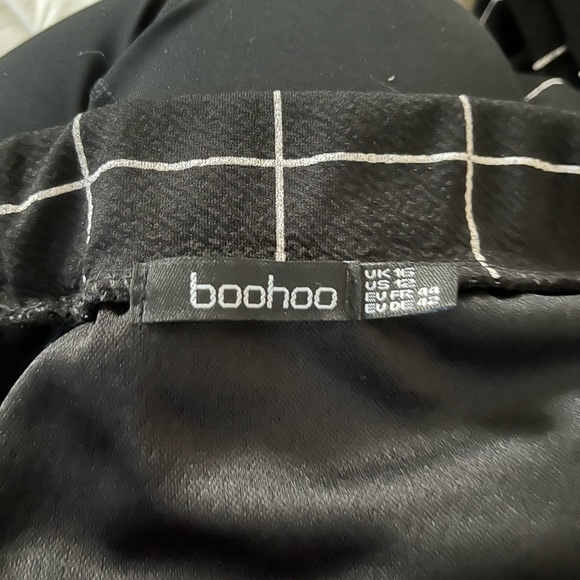 boohoo
UK 16
US 12
EU FR 44
EU DE 42